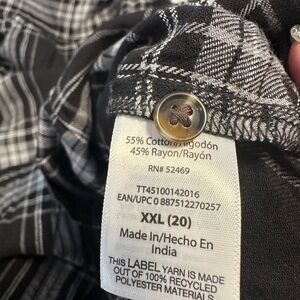 55% Cotton/Algodón
45% Rayon/Rayón
RN# 52469
TT45100142016
EAN/UPC 0 887512270257
XXL (20)
Made In/Hecho En
India
THIS LABEL YARN IS MADE
OUT OF 100% RECYCLED
POLYESTER MATERIALS